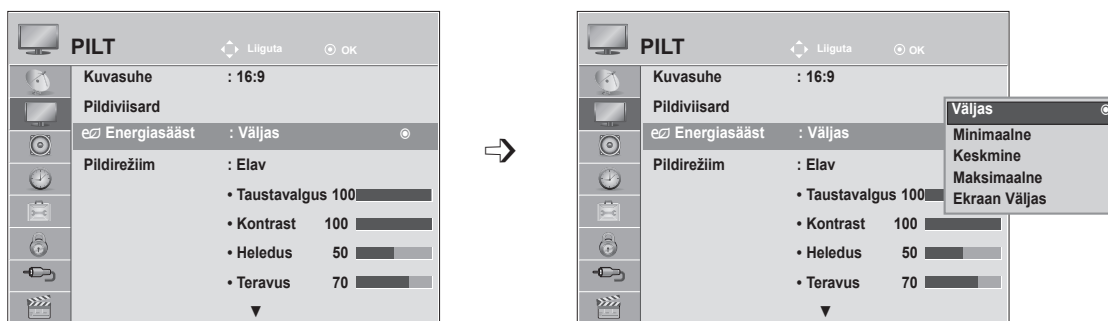 PILT Liiguta OK
Kuvasuhe : 16:9
Pildiviisard
Energiasääst : Väljas
Pildirežiim : Elav
• Taustavalgus 100
• Kontrast 100
• Heledus 50
• Teravus 70
PILT Liiguta OK
Kuvasuhe : 16:9
Pildiviisard
Energiasääst : Väljas
Pildirežiim : Elav
• Taustavalgus 100
• Kontrast 100
• Heledus 50
• Teravus 70
Väljas
Minimaalne
Keskmine
Maksimaalne
Ekraan Väljas